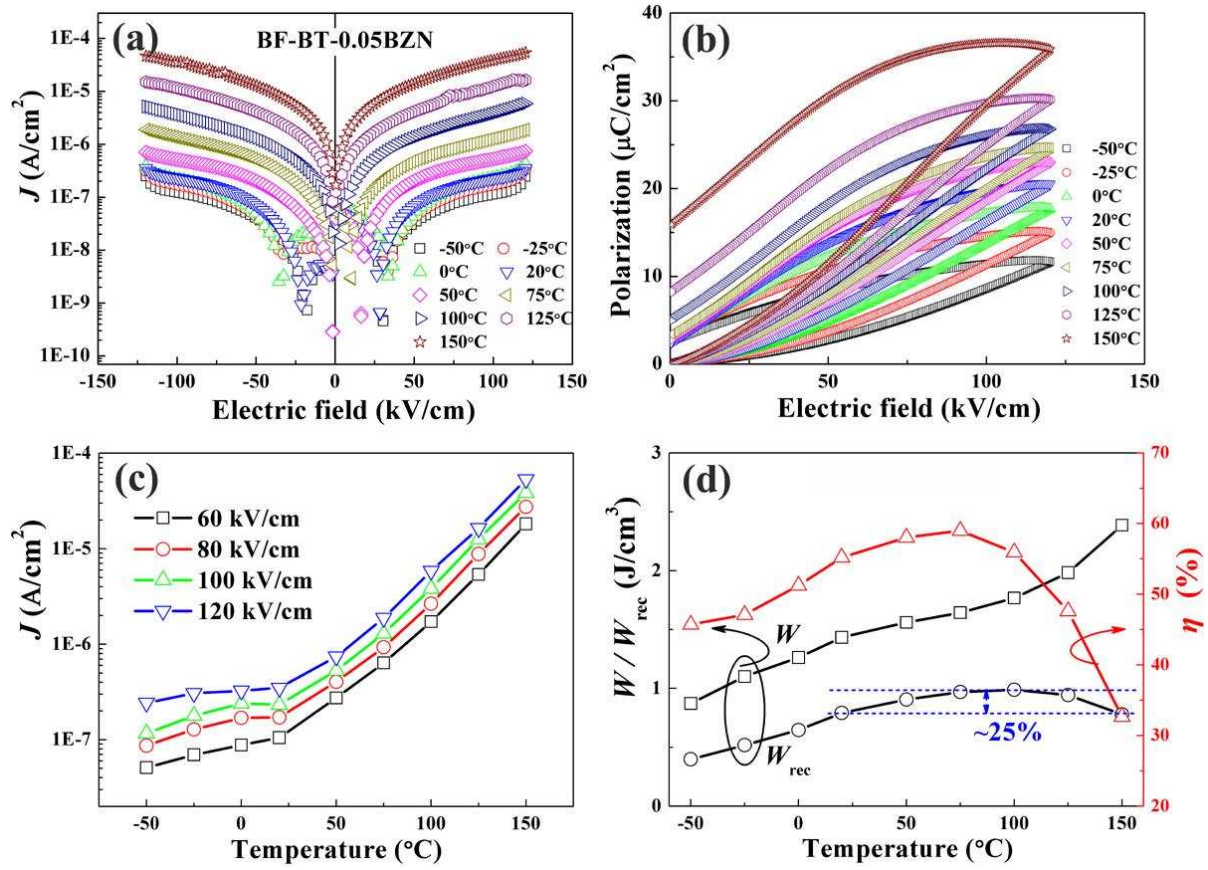 (a)
BF-BT-0.05BZN
J (A/cm²)
1E-4
1E-5
1E-6
1E-7
1E-8
1E-9
1E-10
-50°C -25°C
0°C 20°C
50°C 75°C
100°C 125°C
150°C
-150 -100 -50 0 50 100 150
Electric field (kV/cm)
(b)
Polarization (μC/cm²)
40
30
20
10
0
-50°C
-25°C
0°C
20°C
50°C
75°C
100°C
125°C
150°C
0 50 100 150
Electric field (kV/cm)
(c)
J (A/cm²)
1E-4
1E-5
1E-6
1E-7
60 kV/cm
80 kV/cm
100 kV/cm
120 kV/cm
-50 0 50 100 150
Temperature (°C)
(d)
W / Wrec (J/cm³)
3
2
1
0
W
Wrec
~25%
70
60
50
40
30
20
η (%)
-50 0 50 100 150
Temperature (°C)